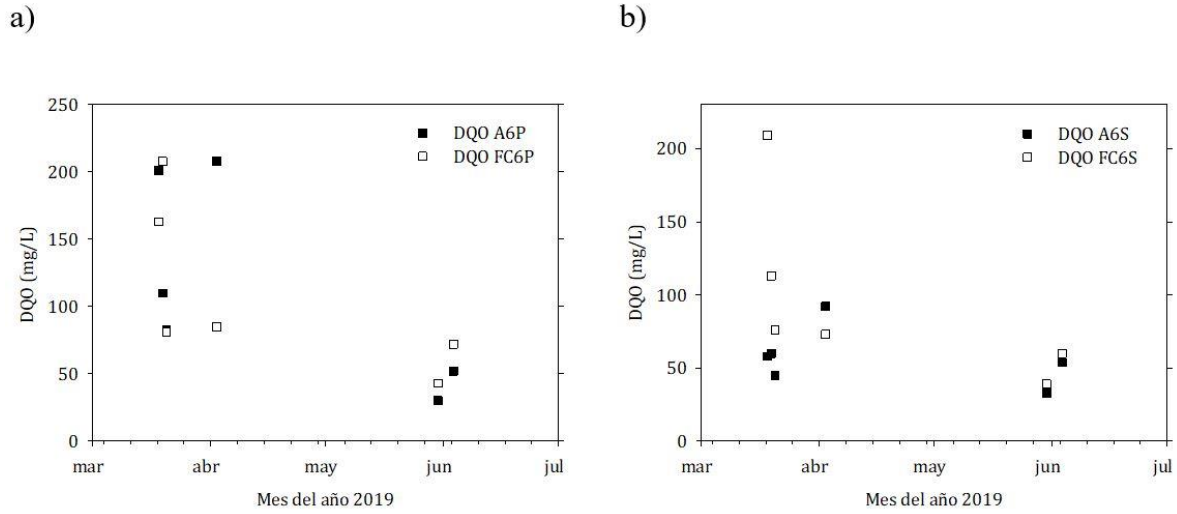 a)
250
200
150
100
50
0
DQO (mg/L)
DQO A6P
DQO FC6P
mar abr may jun jul
Mes del año 2019
b)
200
150
100
50
0
DQO (mg/L)
DQO A6S
DQO FC6S
mar abr may jun jul
Mes del año 2019